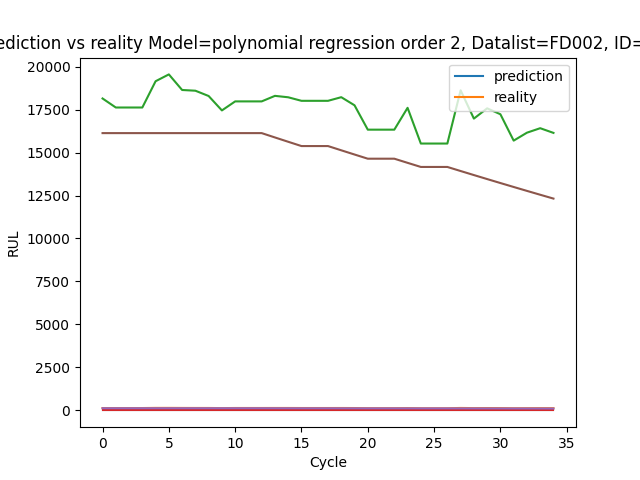 ediction vs reality Model=polynomial regression order 2, Datalist=FD002, ID=
20000
17500
15000
12500
10000
7500
5000
2500
0
RUL
prediction
reality
0 5 10 15 20 25 30 35
Cycle